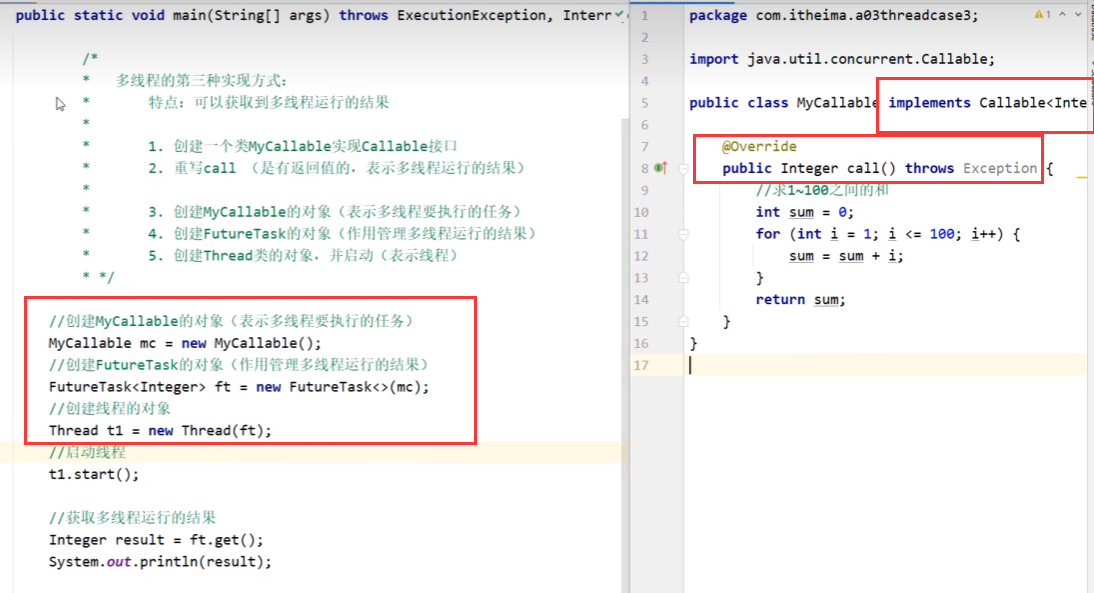 public static void main(String[] args) throws ExecutionException, Interr
/*
* 多线程的第三种实现方式:
* 特点: 可以获取到多线程运行的结果
*
* 1. 创建一个类MyCallable实现Callable接口
* 2. 重写call (是有返回值的, 表示多线程运行的结果)
*
* 3. 创建MyCallable的对象 (表示多线程要执行的任务)
* 4. 创建FutureTask的对象 (作用管理多线程运行的结果)
* 5. 创建Thread类的对象, 并启动 (表示线程)
* */
//创建MyCallable的对象 (表示多线程要执行的任务)
MyCallable mc = new MyCallable();
//创建FutureTask的对象 (作用管理多线程运行的结果)
FutureTask<Integer> ft = new FutureTask<>(mc);
//创建线程的对象
Thread t1 = new Thread(ft);
//启动线程
t1.start();
//获取多线程运行的结果
Integer result = ft.get();
System.out.println(result);
1 package com.itheima.a03threadcase3; 1
2
3 import java.util.concurrent.Callable;
4
5 public class MyCallable implements Callable<Inte
6
7 @Override
8 public Integer call() throws Exception {
9 //求1~100之间的和
10 int sum = 0;
11 for (int i = 1; i <= 100; i++) {
12 sum = sum + i;
13 }
14 return sum;
15 }
16 }
17